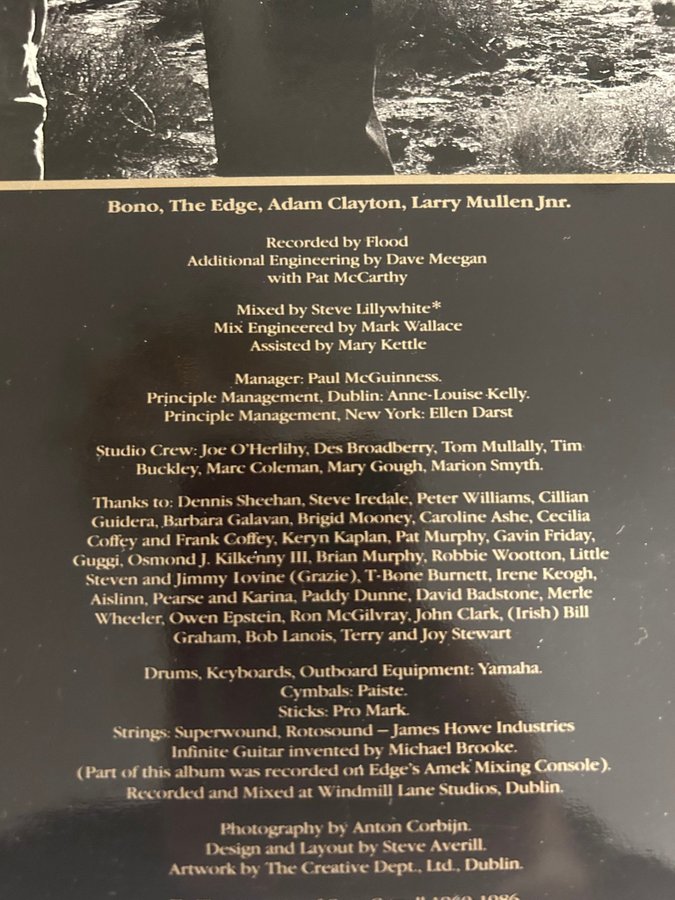 Bono, The Edge, Adam Clayton, Larry Mullen Jnr.
Recorded by Flood
Additional Engineering by Dave Meegan
with Pat McCarthy
Mixed by Steve Lillywhite*
Mix Engineered by Mark Wallace
Assisted by Mary Kettle
Manager: Paul McGuinness.
Principle Management, Dublin: Anne-Louise Kelly.
Principle Management, New York: Ellen Darst
Studio Crew: Joe O'Herlihy, Des Broadberry, Tom Mullally, Tim
Buckley, Marc Coleman, Mary Gough, Marion Smyth.
Thanks to: Dennis Sheehan, Steve Iredale, Peter Williams, Cillian
Guidera, Barbara Galavan, Brigid Mooney, Caroline Ashe, Cecilia
Coffey and Frank Coffey, Keryn Kaplan, Pat Murphy, Gavin Friday,
Guggi, Osmond J. Kilkenny III, Brian Murphy, Robbie Wootton, Little
Steven and Jimmy Iovine (Grazie), T-Bone Burnett, Irene Keogh,
Aislinn, Pearse and Karina, Paddy Dunne, David Badstone, Merle
Wheeler, Owen Epstein, Ron McGilvray, John Clark, (Irish) Bill
Graham, Bob Lanois, Terry and Joy Stewart
Drums, Keyboards, Outboard Equipment: Yamaha.
Cymbals: Paiste.
Sticks: Pro Mark.
Strings: Superwound, Rotosound – James Howe Industries
Infinite Guitar invented by Michael Brooke.
(Part of this album was recorded on Edge's Amek Mixing Console).
Recorded and Mixed at Windmill Lane Studios, Dublin.
Photography by Anton Corbijn.
Design and Layout by Steve Averill.
Artwork by The Creative Dept., Ltd., Dublin.
1960-1986